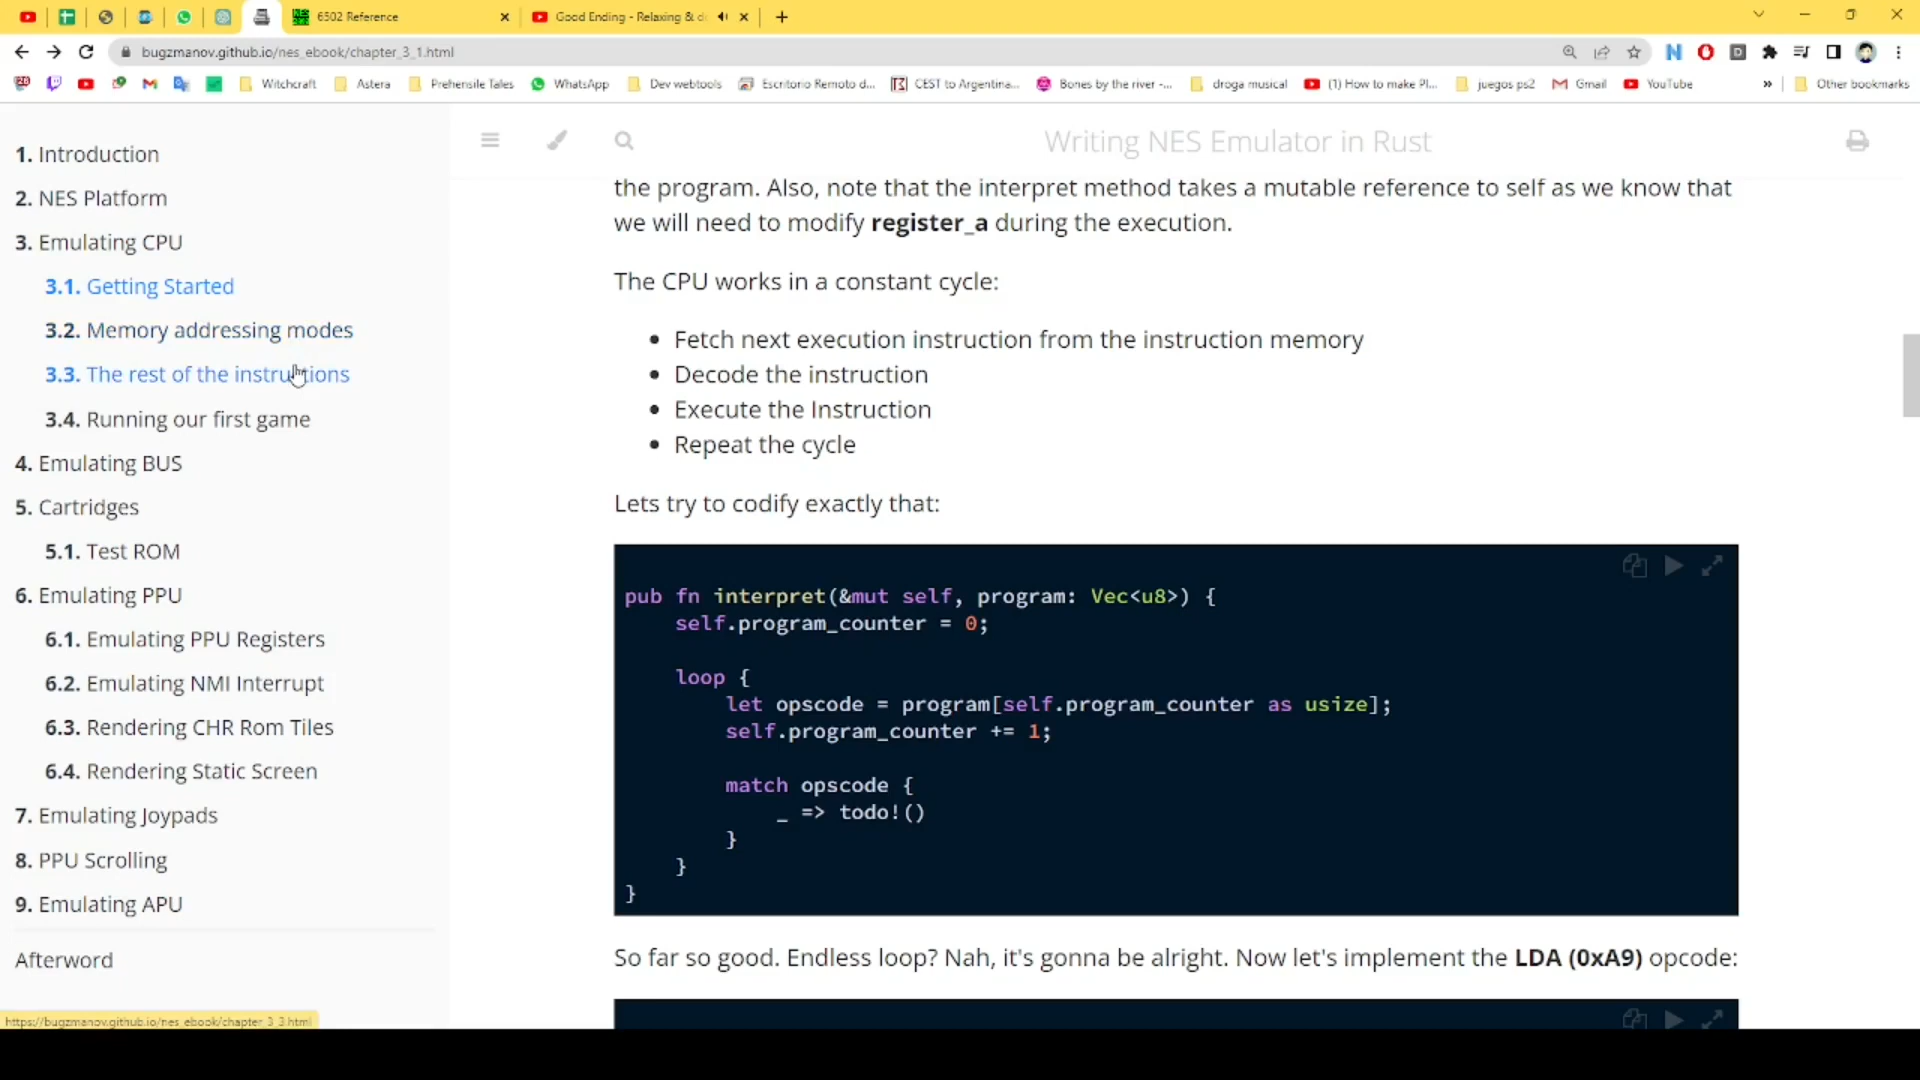 6502 Reference
Good Ending - Relaxing & d
bugzmanov.github.io/nes_ebook/chapter_3_1.html
Witchcraft
Astera
Prehensile Tales
WhatsApp
Dev webtools
Escritorio Remoto d...
CEST to Argentina...
Bones by the river -...
droga musical
(1) How to make Pl...
juegos ps2
Gmail
YouTube
»
Other bookmarks
1. Introduction
2. NES Platform
3. Emulating CPU
3.1. Getting Started
3.2. Memory addressing modes
3.3. The rest of the instructions
3.4. Running our first game
4. Emulating BUS
5. Cartridges
5.1. Test ROM
6. Emulating PPU
6.1. Emulating PPU Registers
6.2. Emulating NMI Interrupt
6.3. Rendering CHR Rom Tiles
6.4. Rendering Static Screen
7. Emulating Joypads
8. PPU Scrolling
9. Emulating APU
Afterword
https://bugzmanov.github.io/nes_ebook/chapter_3_3.html
Writing NES Emulator in Rust
the program. Also, note that the interpret method takes a mutable reference to self as we know that
we will need to modify register_a during the execution.
The CPU works in a constant cycle:
• Fetch next execution instruction from the instruction memory
• Decode the instruction
• Execute the Instruction
• Repeat the cycle
Lets try to codify exactly that:
pub fn interpret(&mut self, program: Vec<u8>) {
self.program_counter = 0;
loop {
let opscode = program[self.program_counter as usize];
self.program_counter += 1;
match opscode {
_ => todo!()
}
}
}
So far so good. Endless loop? Nah, it's gonna be alright. Now let's implement the LDA (0xA9) opcode: